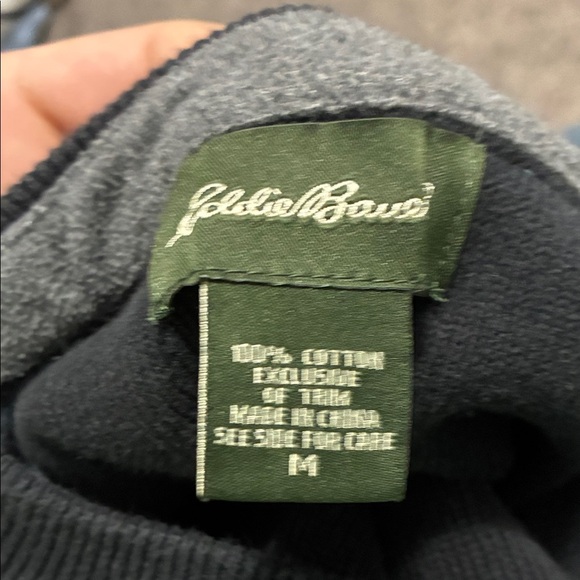 Eddie Bauer
100% COTTON
EXCLUSIVE
OF TRIM
MADE IN CHINA
SEE SIDE FOR CARE
M